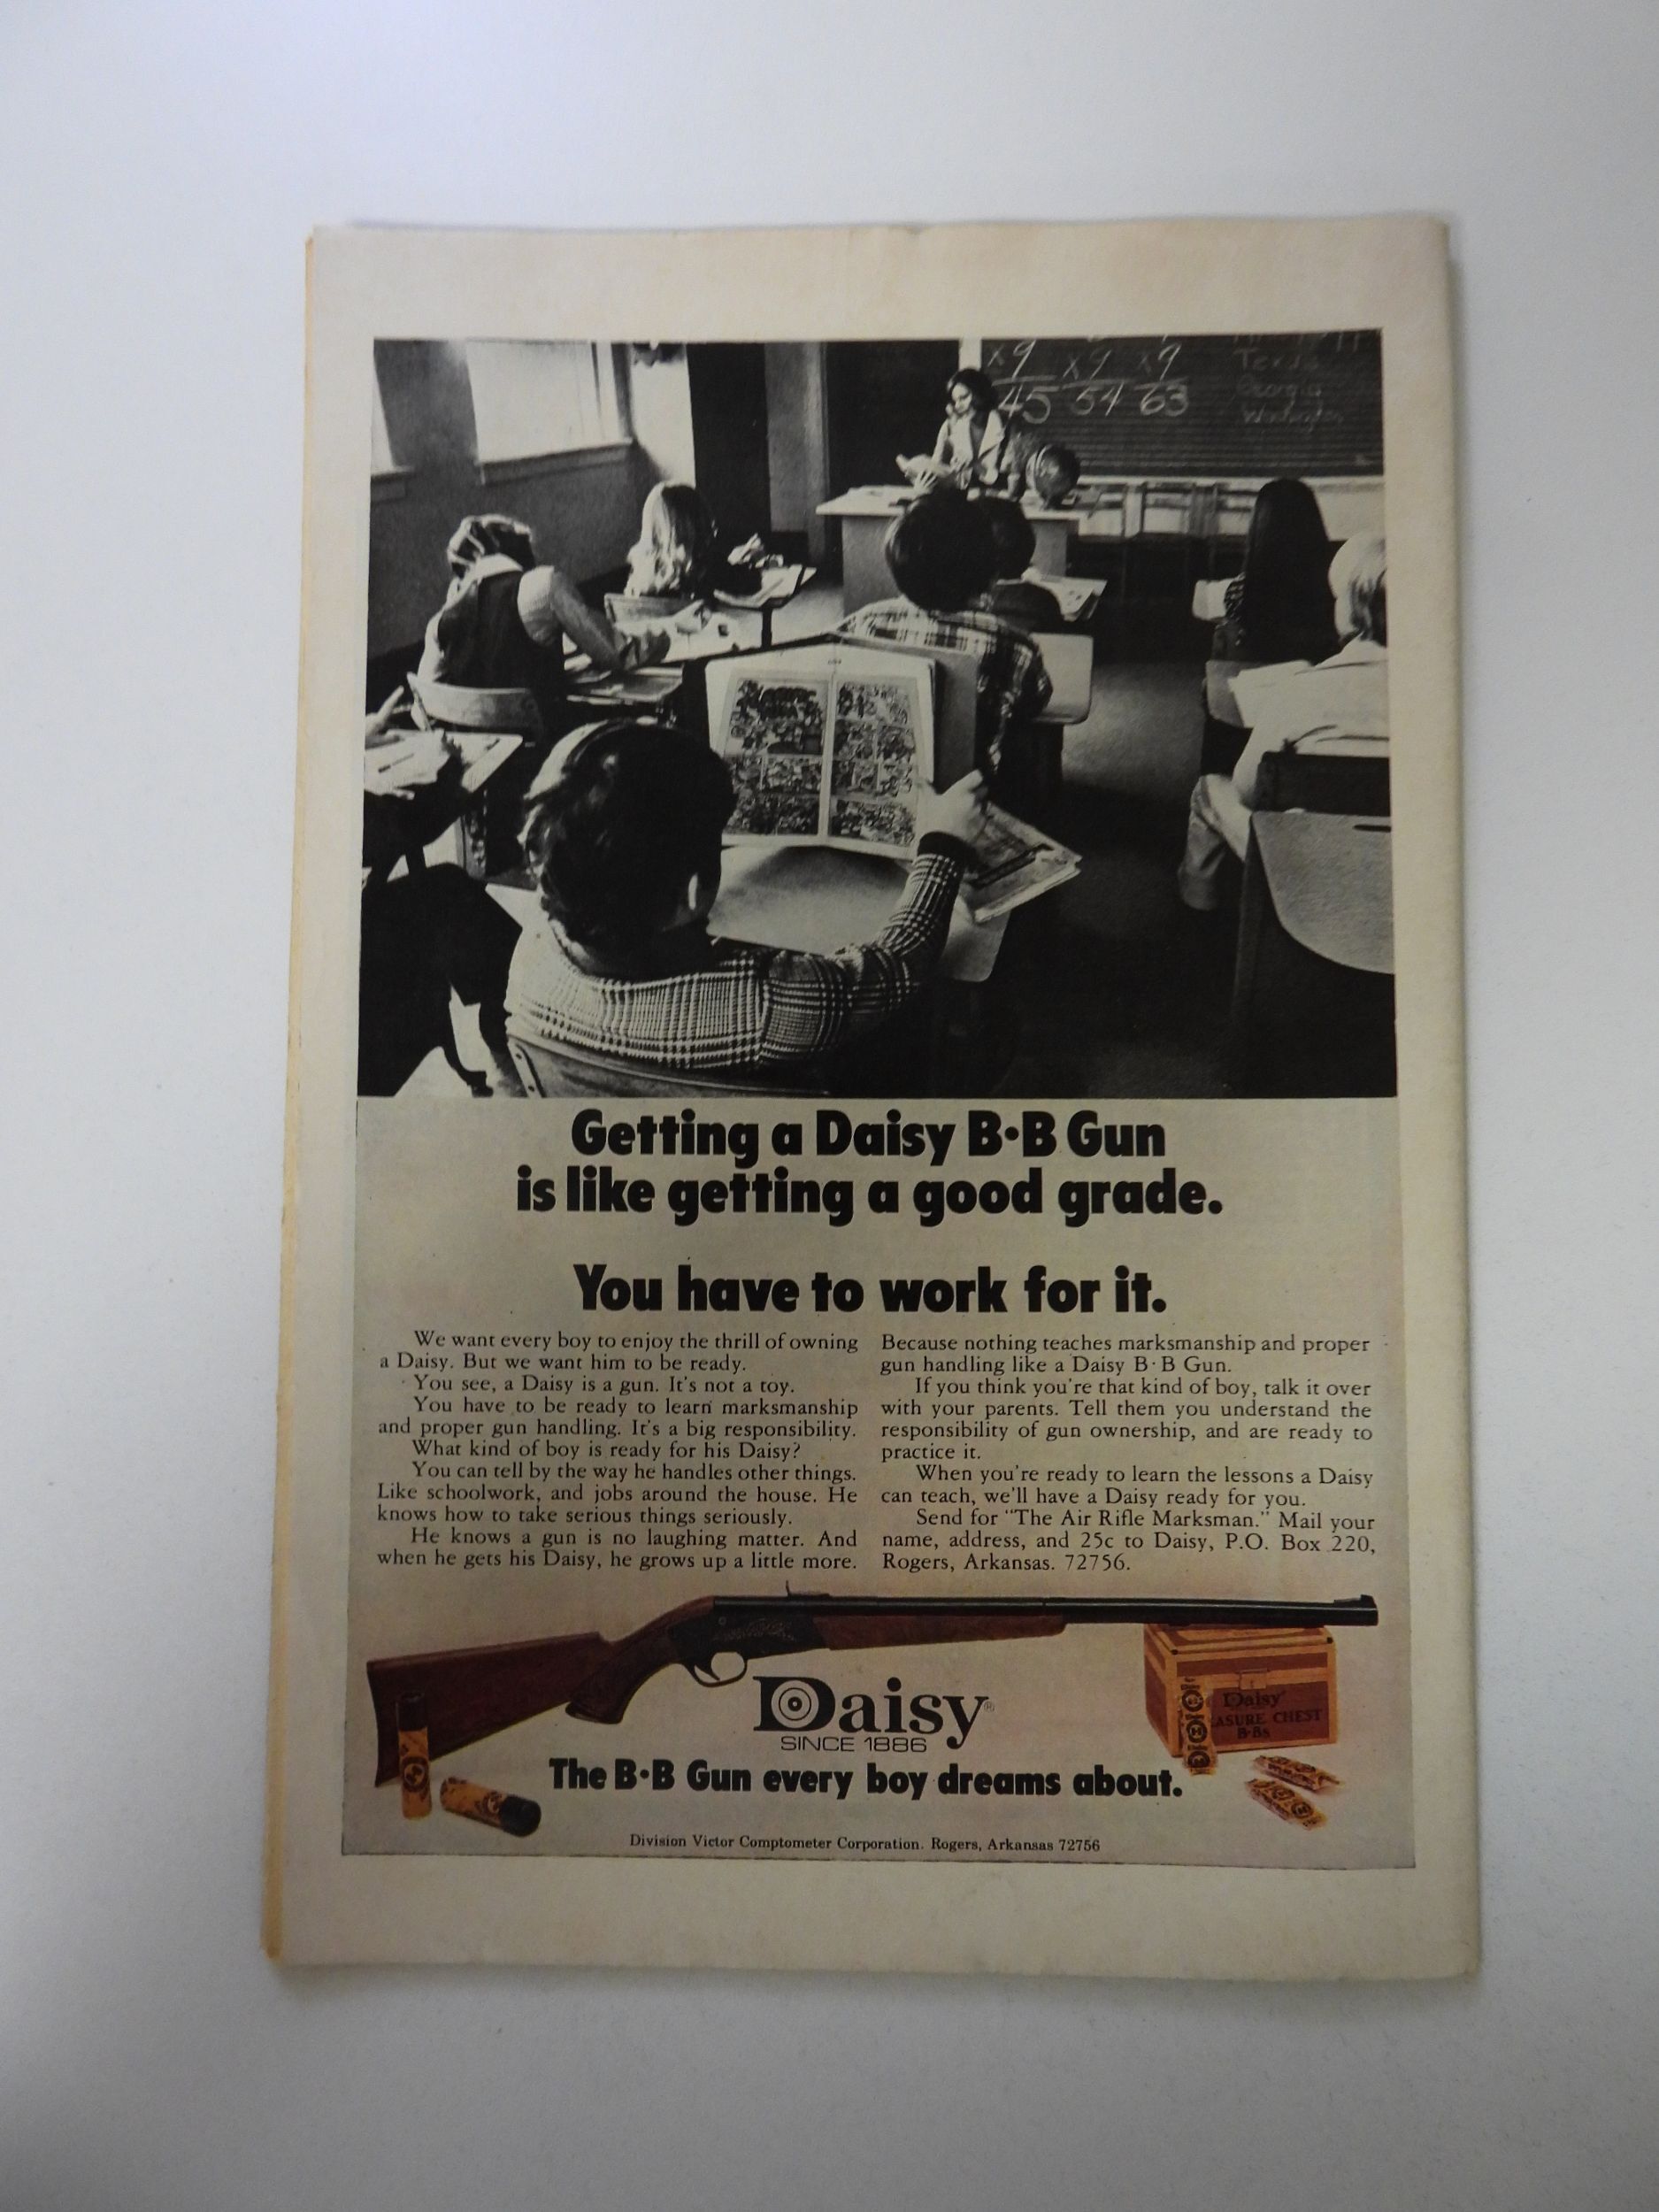 x9 x9 x9
45 54 63
Texas
Georgia
Washington
Getting a Daisy B·B Gun
is like getting a good grade.
You have to work for it.
We want every boy to enjoy the thrill of owning
a Daisy. But we want him to be ready.
You see, a Daisy is a gun. It's not a toy.
You have to be ready to learn marksmanship
and proper gun handling. It's a big responsibility.
What kind of boy is ready for his Daisy?
You can tell by the way he handles other things.
Like schoolwork, and jobs around the house. He
knows how to take serious things seriously.
He knows a gun is no laughing matter. And
when he gets his Daisy, he grows up a little more.
Because nothing teaches marksmanship and proper
gun handling like a Daisy B·B Gun.
If you think you're that kind of boy, talk it over
with your parents. Tell them you understand the
responsibility of gun ownership, and are ready to
practice it.
When you're ready to learn the lessons a Daisy
can teach, we'll have a Daisy ready for you.
Send for "The Air Rifle Marksman." Mail your
name, address, and 25c to Daisy, P.O. Box 220,
Rogers, Arkansas. 72756.
Daisy®
SINCE 1886
Daisy
ASURE CHEST
B·Bs
The B·B Gun every boy dreams about.
Division Victor Comptometer Corporation. Rogers, Arkansas 72756